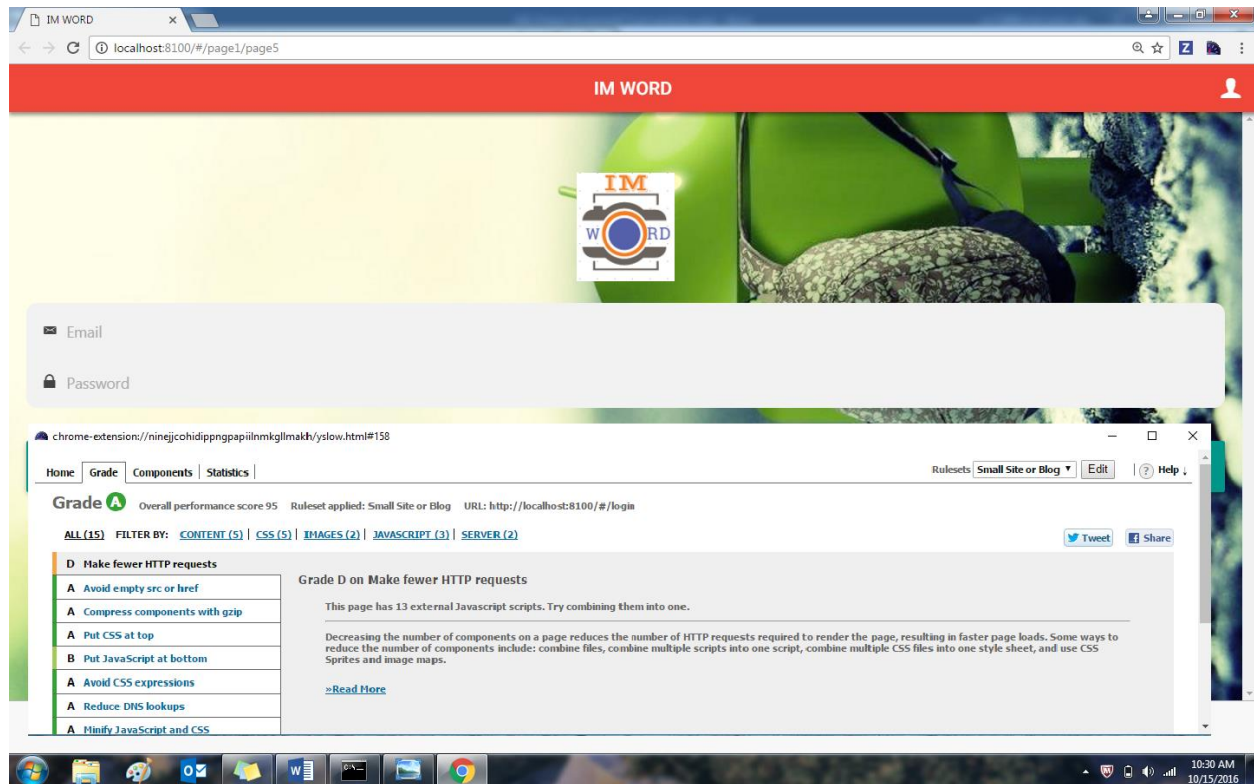 IM WORD
localhost:8100/#/page1/page5
Z
IM WORD
IM
W RD
Email
Password
chrome-extension://ninejjcohidippngpapiilnmkgllmakh/yslow.html#158
Home Grade Components Statistics
Rulesets Small Site or Blog Edit ? Help ↓
Grade A Overall performance score 95 Ruleset applied: Small Site or Blog URL: http://localhost:8100/#/login
ALL (15) FILTER BY: CONTENT (5) | CSS (5) | IMAGES (2) | JAVASCRIPT (3) | SERVER (2)
Tweet Share
D Make fewer HTTP requests
A Avoid empty src or href
A Compress components with gzip
A Put CSS at top
B Put JavaScript at bottom
A Avoid CSS expressions
A Reduce DNS lookups
A Minify JavaScript and CSS
Grade D on Make fewer HTTP requests
This page has 13 external Javascript scripts. Try combining them into one.
Decreasing the number of components on a page reduces the number of HTTP requests required to render the page, resulting in faster page loads. Some ways to
reduce the number of components include: combine files, combine multiple scripts into one script, combine multiple CSS files into one style sheet, and use CSS
Sprites and image maps.
»Read More
10:30 AM
10/15/2016